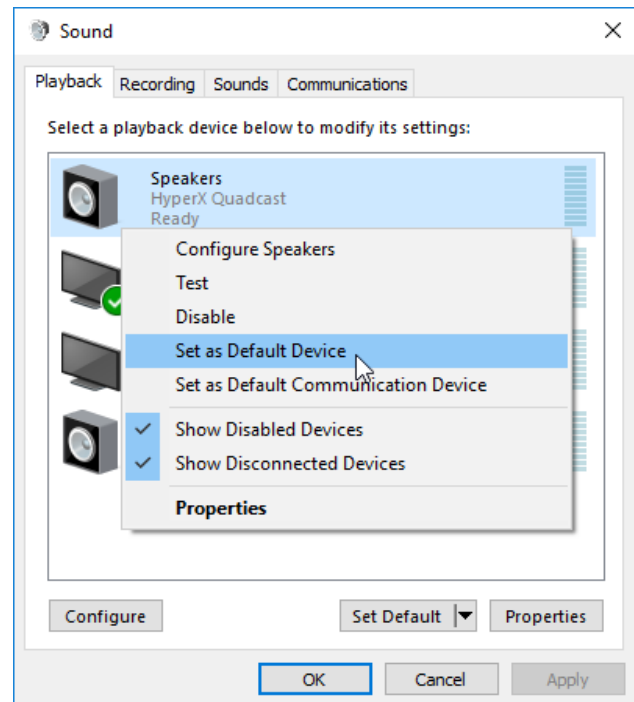 Sound
Playback Recording Sounds Communications
Select a playback device below to modify its settings:
Speakers
HyperX Quadcast
Ready
Configure Speakers
Test
Disable
Set as Default Device
Set as Default Communication Device
Show Disabled Devices
Show Disconnected Devices
Properties
Configure Set Default Properties
OK Cancel Apply